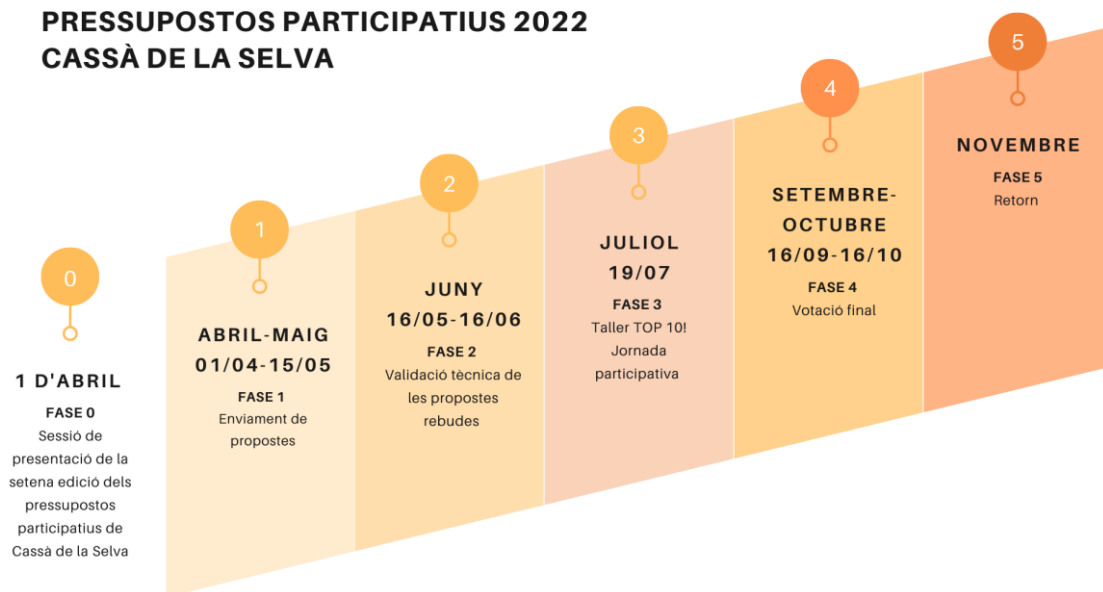 PRESSUPOSTOS PARTICIPATIUS 2022
CASSÀ DE LA SELVA
0
1 D'ABRIL
FASE 0
Sessió de
presentació de la
setena edició dels
pressupostos
participatius de
Cassà de la Selva
1
ABRIL-MAIG
01/04-15/05
FASE 1
Enviament de
propostes
2
JUNY
16/05-16/06
FASE 2
Validació tècnica de
les propostes
rebudes
3
JULIOL
19/07
FASE 3
Taller TOP 10!
Jornada
participativa
4
SETEMBRE-
OCTUBRE
16/09-16/10
FASE 4
Votació final
5
NOVEMBRE
FASE 5
Retorn